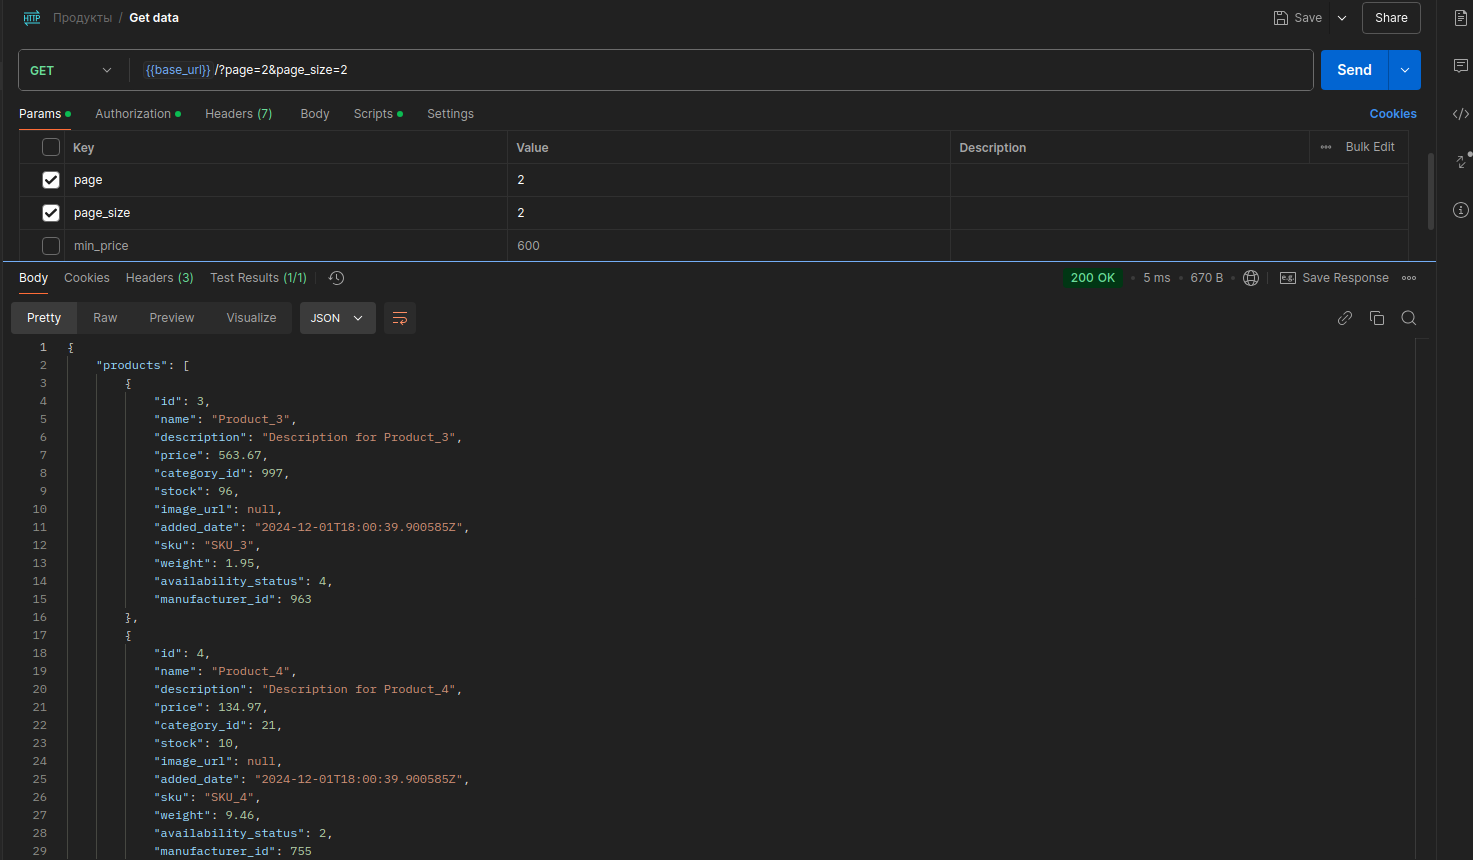 HTTP Продукты / Get data Save Share
GET {{base_url}} /?page=2&page_size=2 Send
Params Authorization Headers (7) Body Scripts Settings Cookies
Key Value Description Bulk Edit
page 2
page_size 2
min_price 600
Body Cookies Headers (3) Test Results (1/1) 200 OK 5 ms 670 B e.g. Save Response
Pretty Raw Preview Visualize JSON
1 {
2 "products": [
3 {
4 "id": 3,
5 "name": "Product_3",
6 "description": "Description for Product_3",
7 "price": 563.67,
8 "category_id": 997,
9 "stock": 96,
10 "image_url": null,
11 "added_date": "2024-12-01T18:00:39.900585Z",
12 "sku": "SKU_3",
13 "weight": 1.95,
14 "availability_status": 4,
15 "manufacturer_id": 963
16 },
17 {
18 "id": 4,
19 "name": "Product_4",
20 "description": "Description for Product_4",
21 "price": 134.97,
22 "category_id": 21,
23 "stock": 10,
24 "image_url": null,
25 "added_date": "2024-12-01T18:00:39.900585Z",
26 "sku": "SKU_4",
27 "weight": 9.46,
28 "availability_status": 2,
29 "manufacturer_id": 755